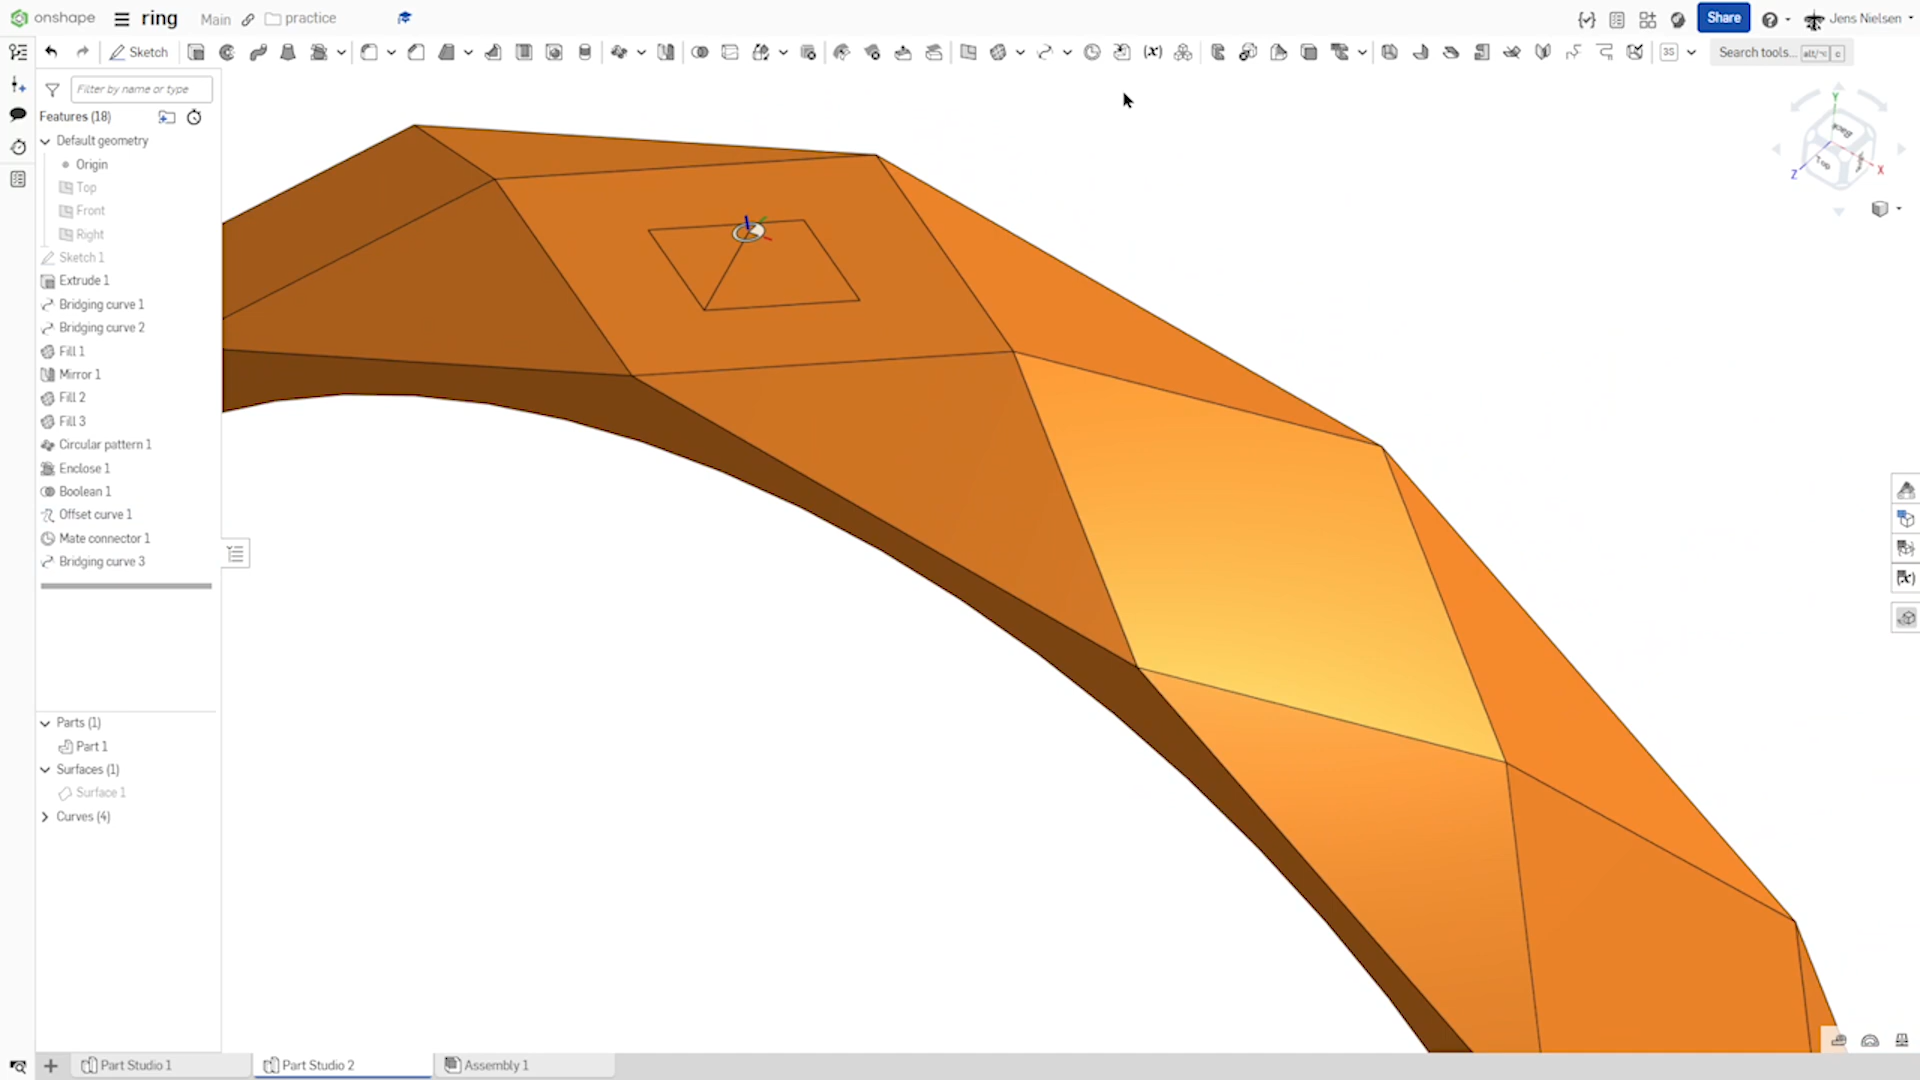 onshape ring Main practice Share Jens Nielsen
Sketch (x) 3S Search tools... alt/⌥ c
Filter by name or type
Features (18)
Default geometry
Origin
Top
Front
Right
Sketch 1
Extrude 1
Bridging curve 1
Bridging curve 2
Fill 1
Mirror 1
Fill 2
Fill 3
Circular pattern 1
Enclose 1
Boolean 1
Offset curve 1
Mate connector 1
Bridging curve 3
Parts (1)
Part 1
Surfaces (1)
Surface 1
Curves (4)
Y
Back
X
Z
(x)
Part Studio 1 Part Studio 2 Assembly 1